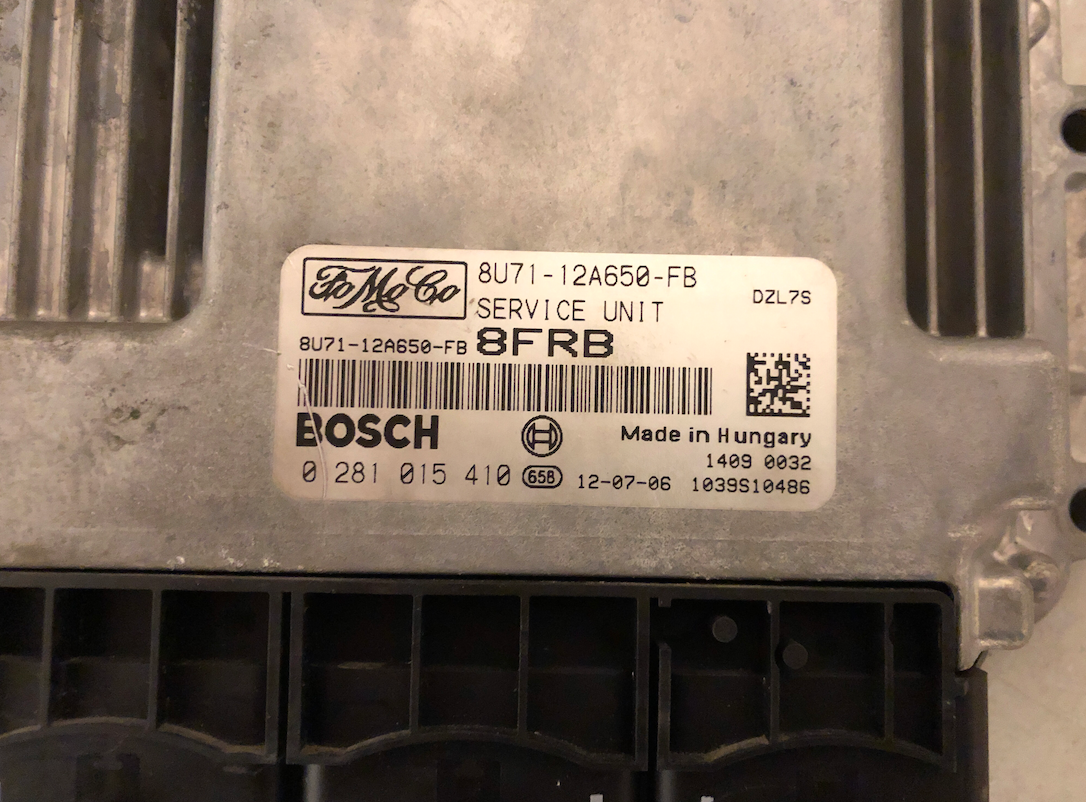 FoMoCo
8U71-12A650-FB
SERVICE UNIT
DZL7S
8U71-12A650-FB 8FRB
BOSCH
Made in Hungary
1409 0032
0 281 015 410 65B 12-07-06 1039S10486